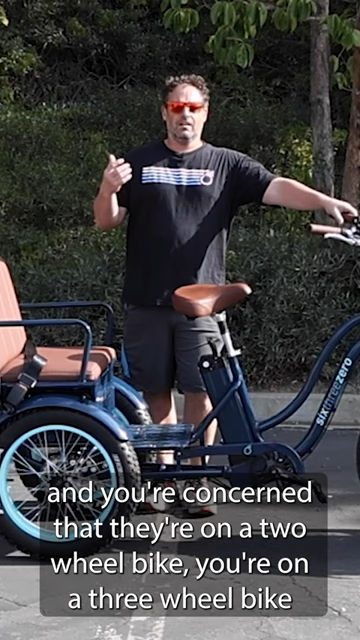 sixthreezero
and you're concerned
that they're on a two
wheel bike, you're on
a three wheel bike